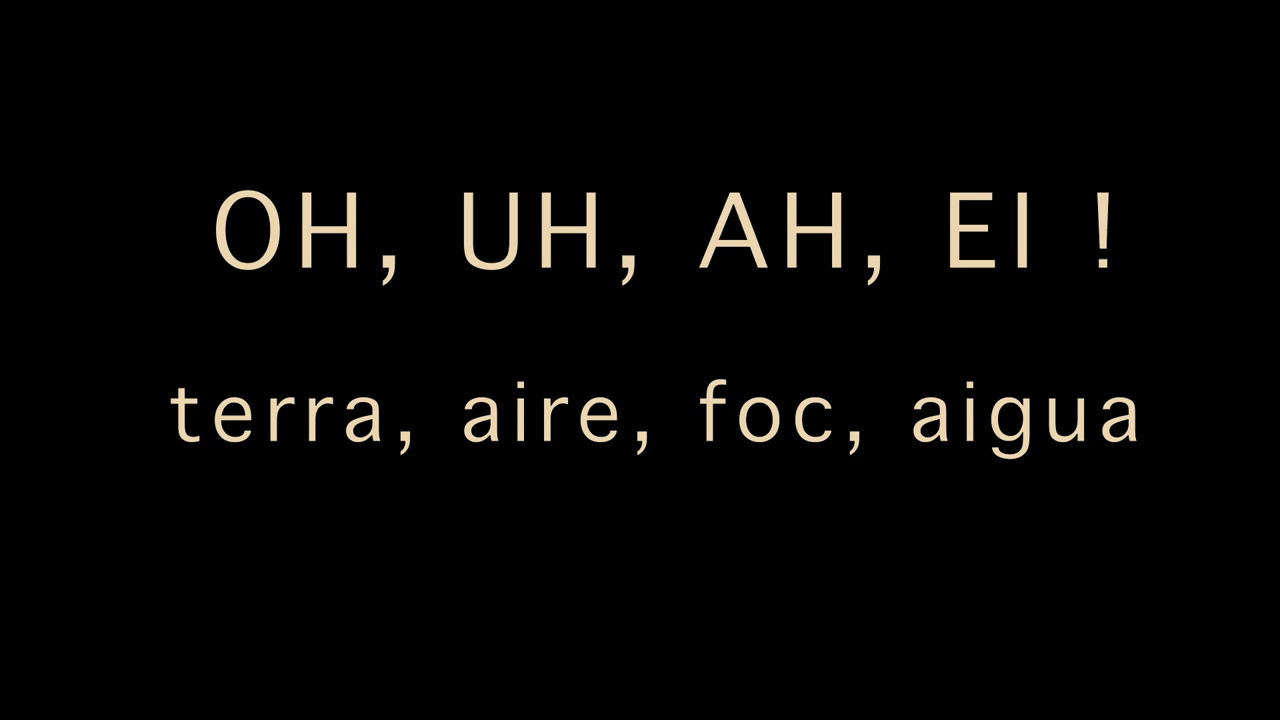 OH, UH, AH, EI !
terra, aire, foc, aigua